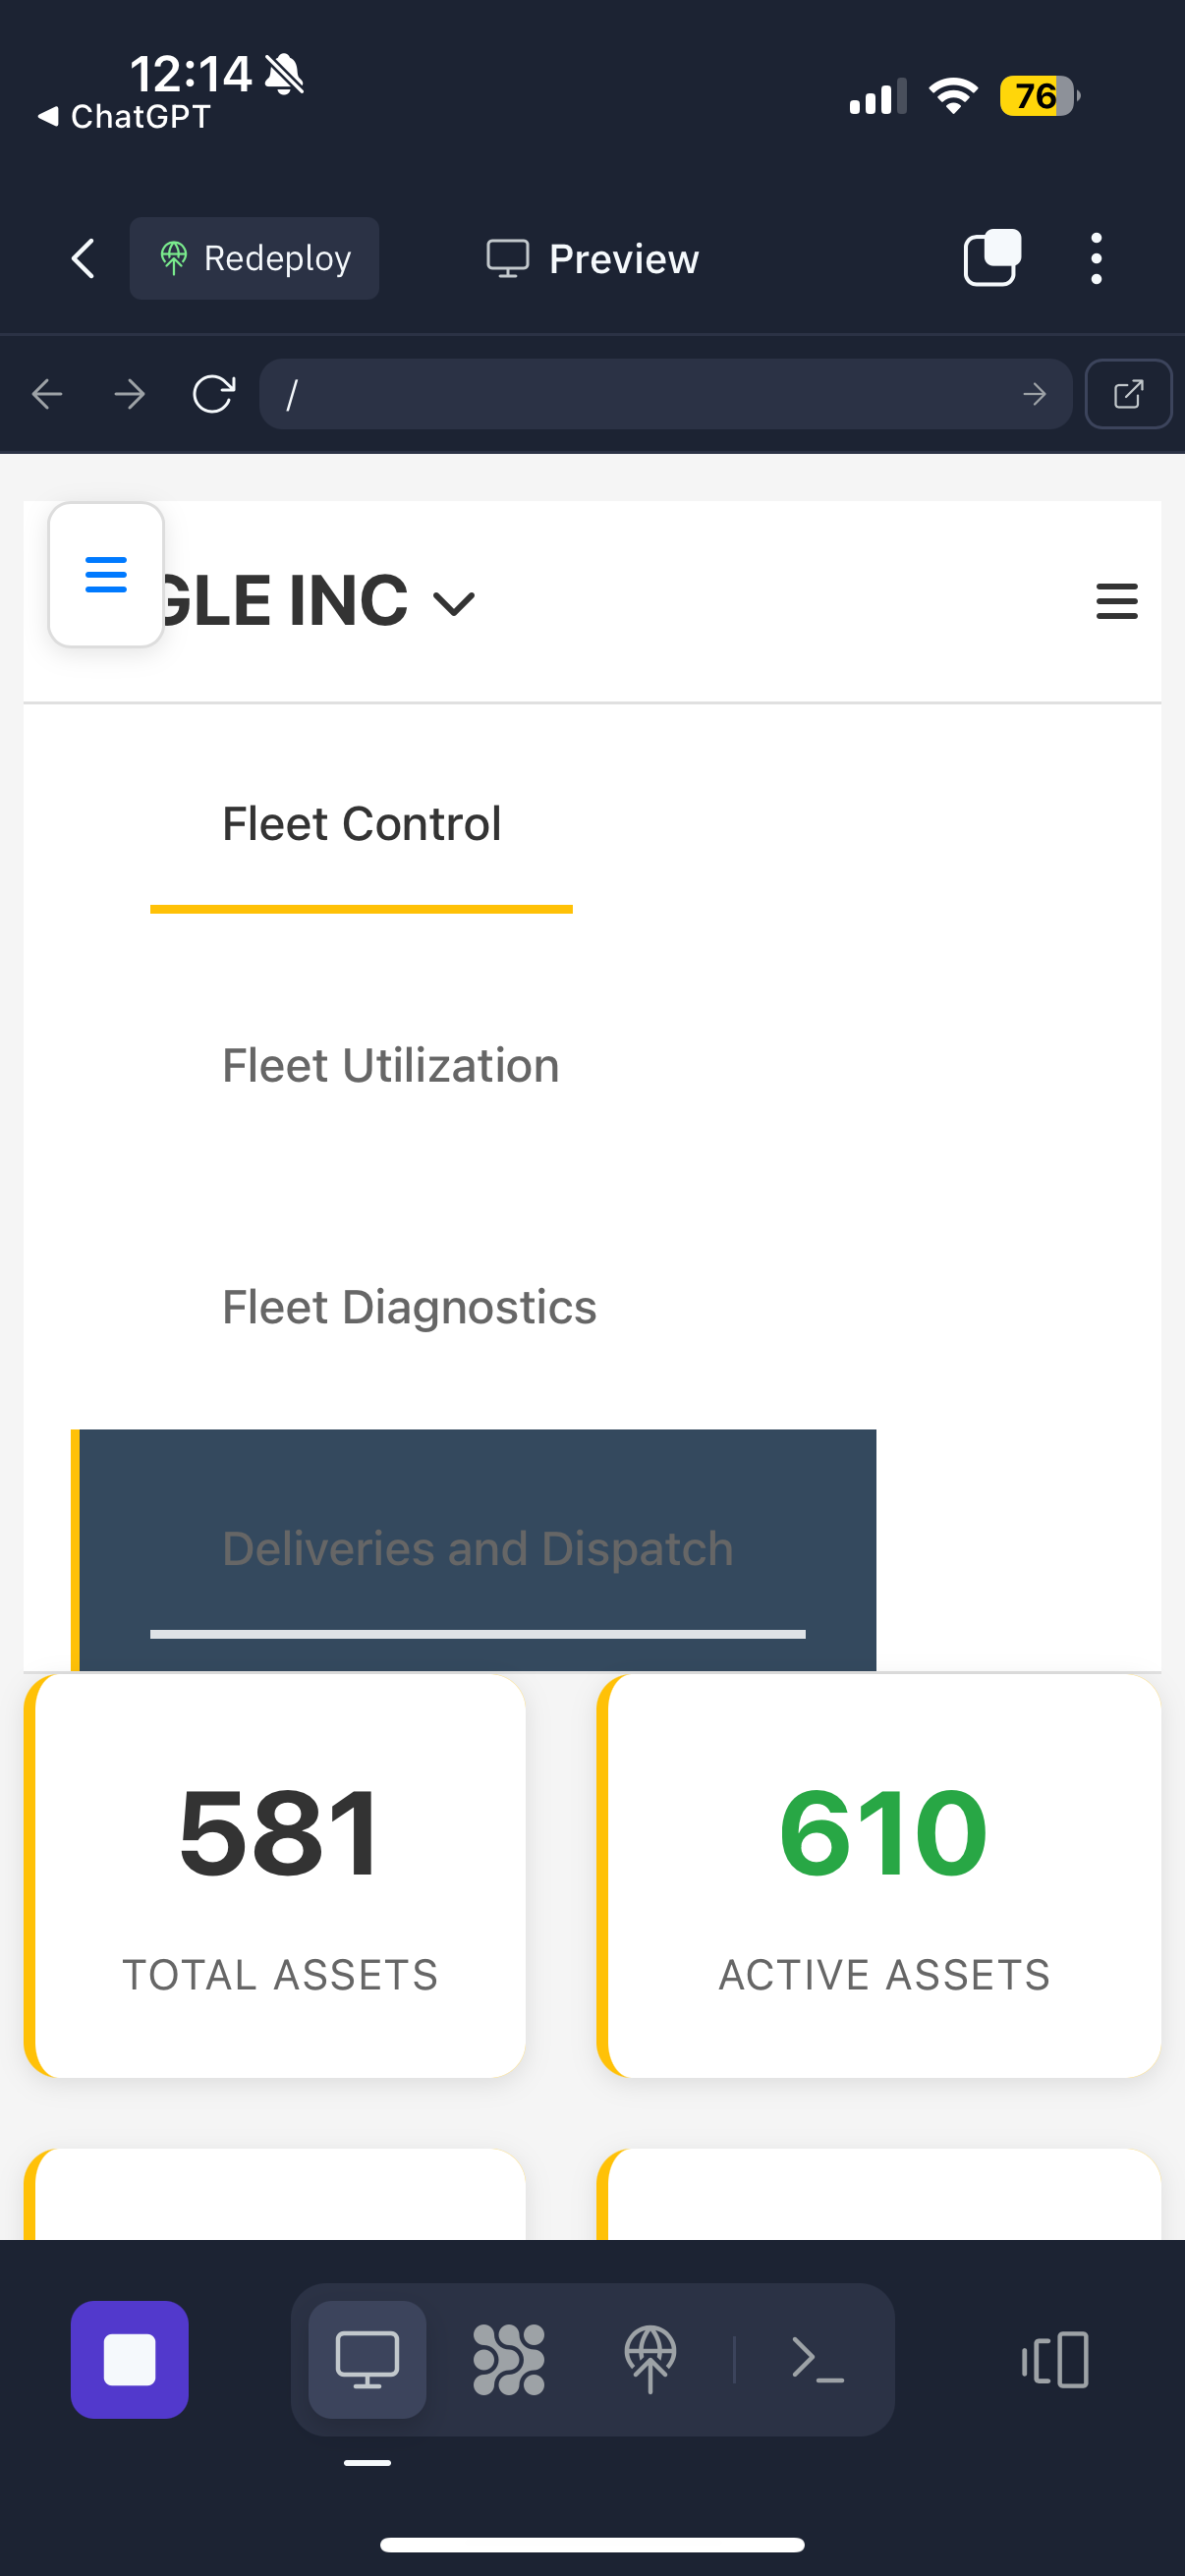 12:14
ChatGPT
76
Redeploy
Preview
/
GLE INC
Fleet Control
Fleet Utilization
Fleet Diagnostics
Deliveries and Dispatch
581
610
TOTAL ASSETS
ACTIVE ASSETS